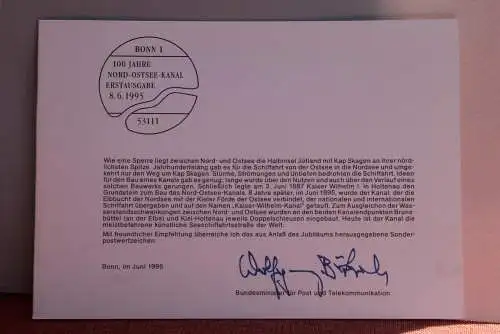 BONN 1
100 JAHRE
NORD-OSTSEE-KANAL
ERSTAUSGABE
8.6.1995
53111
Wie eine Sperre liegt zwischen Nord- und Ostsee die Halbinsel Jütland mit Kap Skagen an ihrer nörd-
lichsten Spitze. Jahrhundertelang gab es für die Schiffahrt von der Ostsee in die Nordsee und umge-
kehrt nur den Weg um Kap Skagen. Stürme, Strömungen und Untiefen bedrohten die Schiffahrt. Ideen
für den Bau eines Kanals gab es genug; lange wurde über den Nutzen und auch über den Verlauf eines
solchen Bauwerks gerungen. Schließlich legte am 3. Juni 1887 Kaiser Wilhelm I. in Holtenau den
Grundstein zum Bau des Nord-Ostsee-Kanals. 8 Jahre später, im Juni 1895, wurde der Kanal, der die
Elbbucht der Nordsee mit der Kieler Förde der Ostsee verbindet, der nationalen und internationalen
Schiffahrt übergeben und auf den Namen „Kaiser-Wilhelm-Kanal" getauft. Zum Ausgleichen der Was-
serstandsschwankungen zwischen Nord- und Ostsee wurden an den beiden Kanalendpunkten Bruns-
büttel (an der Elbe) und Kiel-Holtenau jeweils Doppelschleusen eingebaut. Heute ist der Kanal die
meistbefahrene künstliche Seeschiffahrtsstraße der Welt.
Mit freundlicher Empfehlung überreiche ich das aus Anlaß des Jubiläums herausgegebene Sonder-
postwertzeichen.
Wolfgang Bötsch
Bonn, im Juni 1995
Bundesminister für Post und Telekommunikation